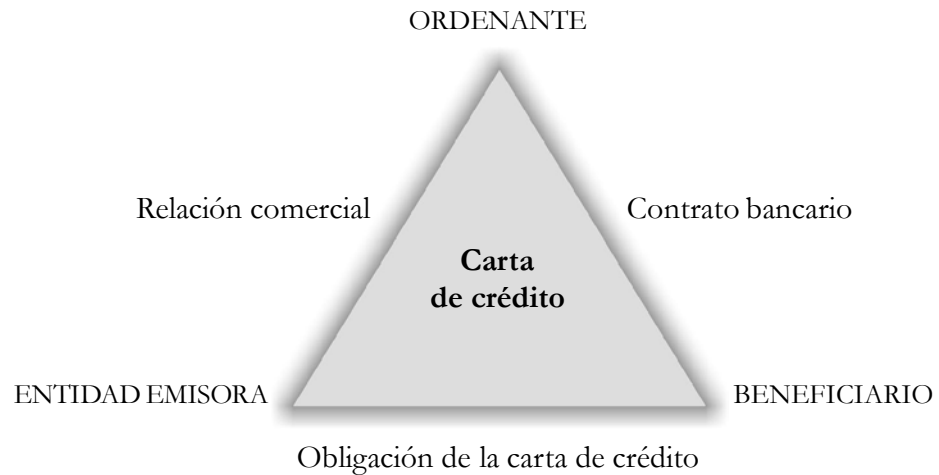 ORDENANTE
Relación comercial
Contrato bancario
Carta
de crédito
ENTIDAD EMISORA
BENEFICIARIO
Obligación de la carta de crédito